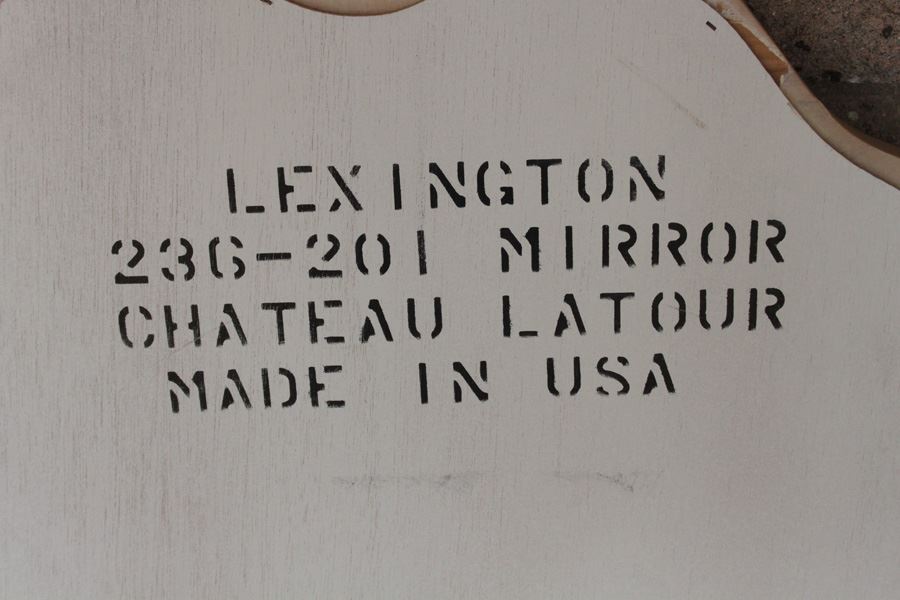 LEXINGTON
236-201 MIRROR
CHATEAU LATOUR
MADE IN USA